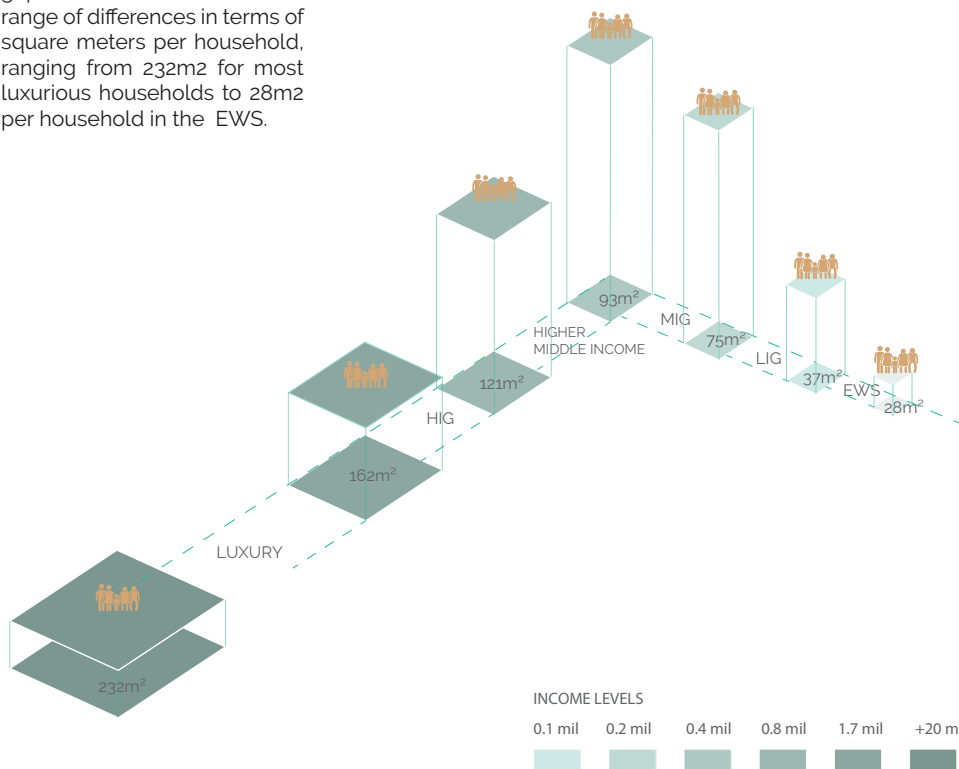 range of differences in terms of
square meters per household,
ranging from 232m2 for most
luxurious households to 28m2
per household in the EWS.
93m²
MIG
75m²
HIGHER
MIDDLE INCOME
LIG
37m²
EWS
28m²
121m²
HIG
162m²
LUXURY
232m²
INCOME LEVELS
0.1 mil 0.2 mil 0.4 mil 0.8 mil 1.7 mil +20 m